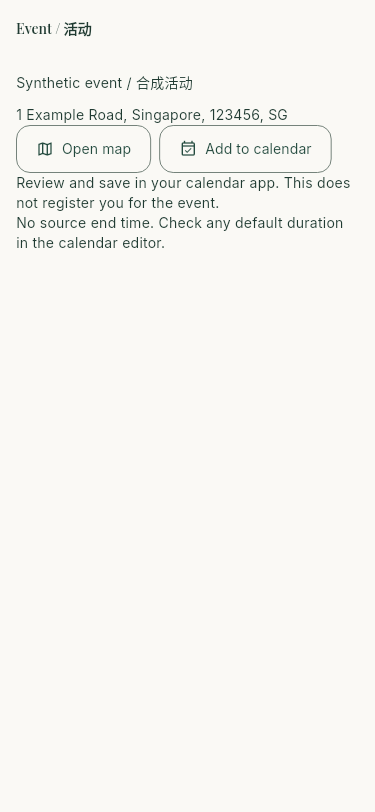 Event / 活动
Synthetic event / 合成活动
1 Example Road, Singapore, 123456, SG
Open map
Add to calendar
Review and save in your calendar app. This does
not register you for the event.
No source end time. Check any default duration
in the calendar editor.